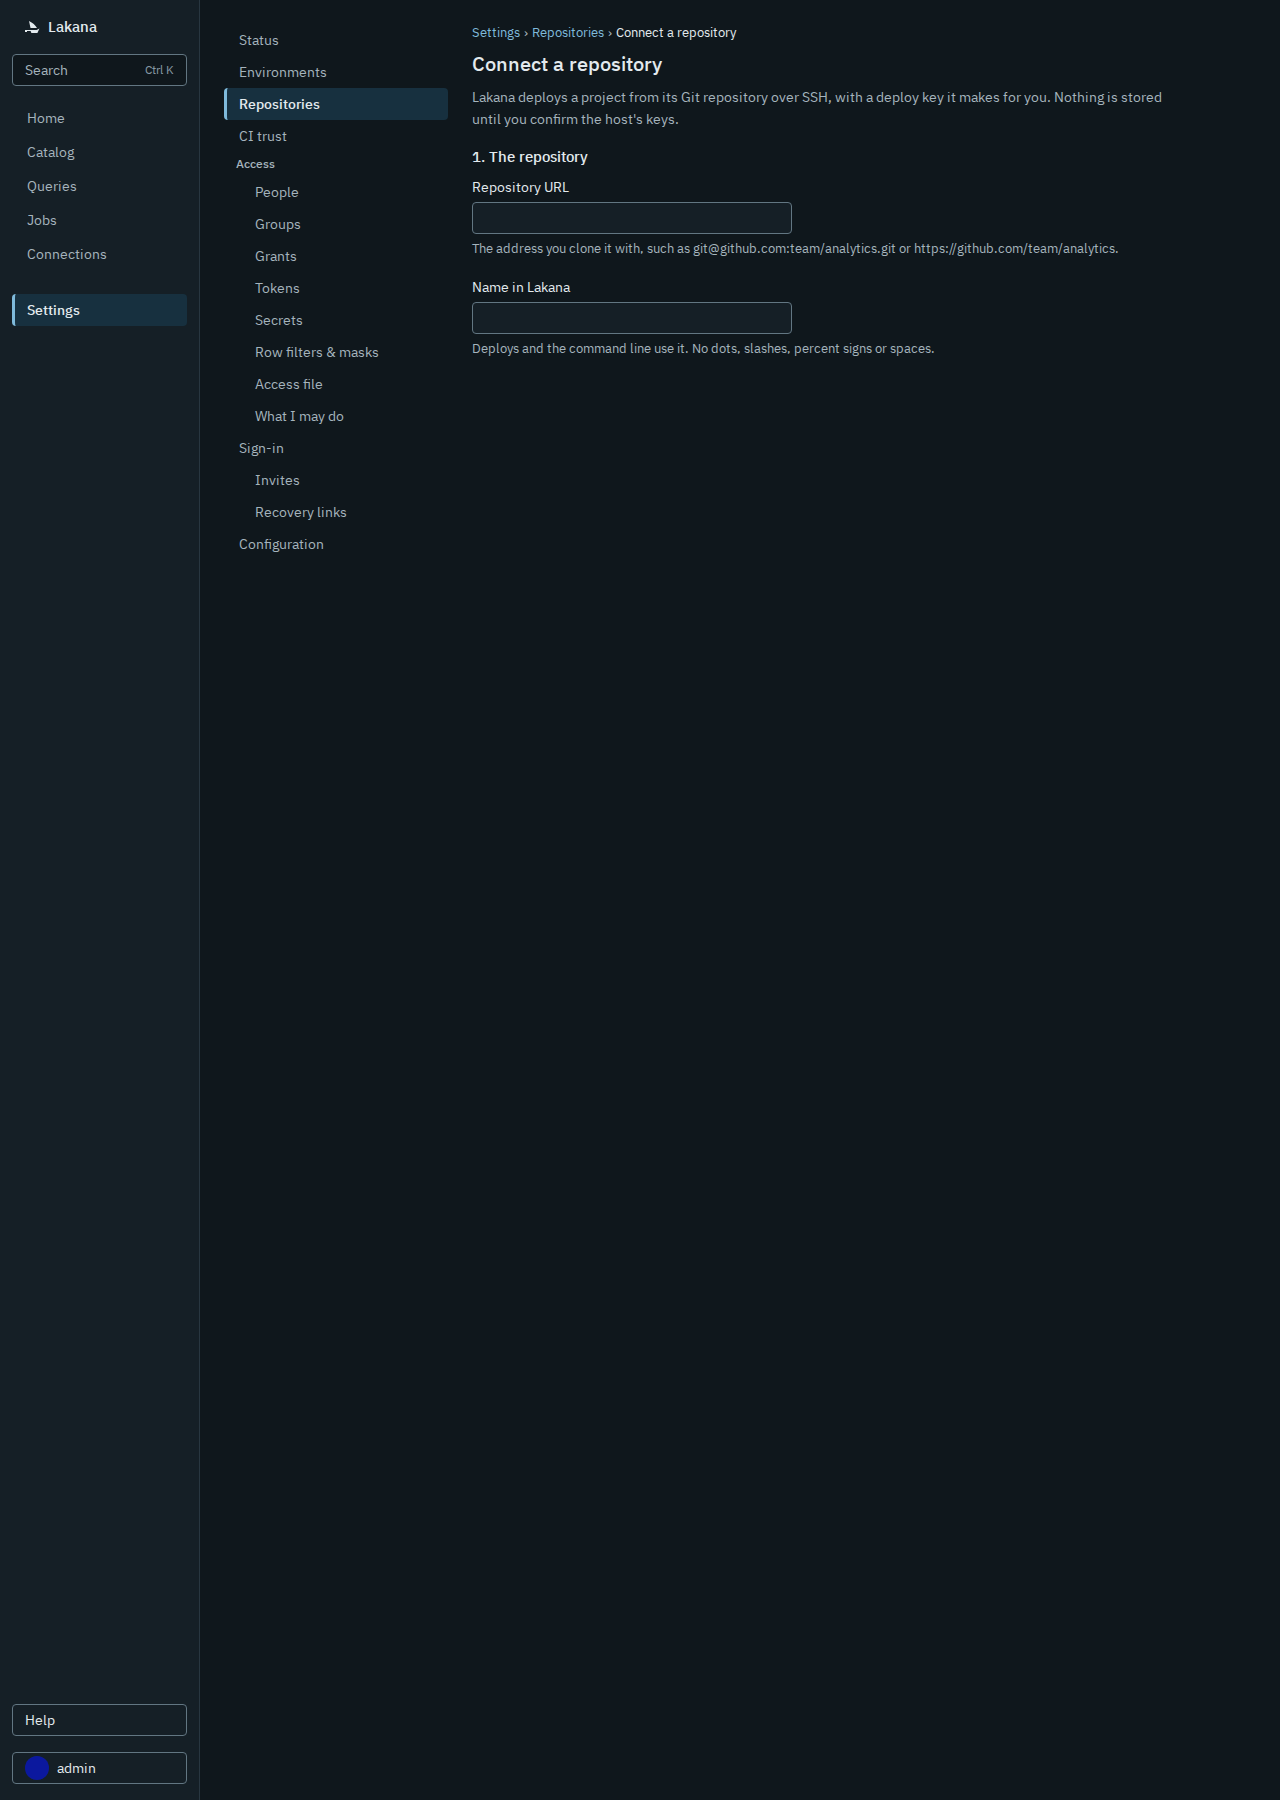 Lakana
Search Ctrl K
Home
Catalog
Queries
Jobs
Connections
Settings
Help
admin
Status
Environments
Repositories
CI trust
Access
People
Groups
Grants
Tokens
Secrets
Row filters & masks
Access file
What I may do
Sign-in
Invites
Recovery links
Configuration
Settings › Repositories › Connect a repository
Connect a repository
Lakana deploys a project from its Git repository over SSH, with a deploy key it makes for you. Nothing is stored
until you confirm the host's keys.
1. The repository
Repository URL
The address you clone it with, such as git@github.com:team/analytics.git or https://github.com/team/analytics.
Name in Lakana
Deploys and the command line use it. No dots, slashes, percent signs or spaces.